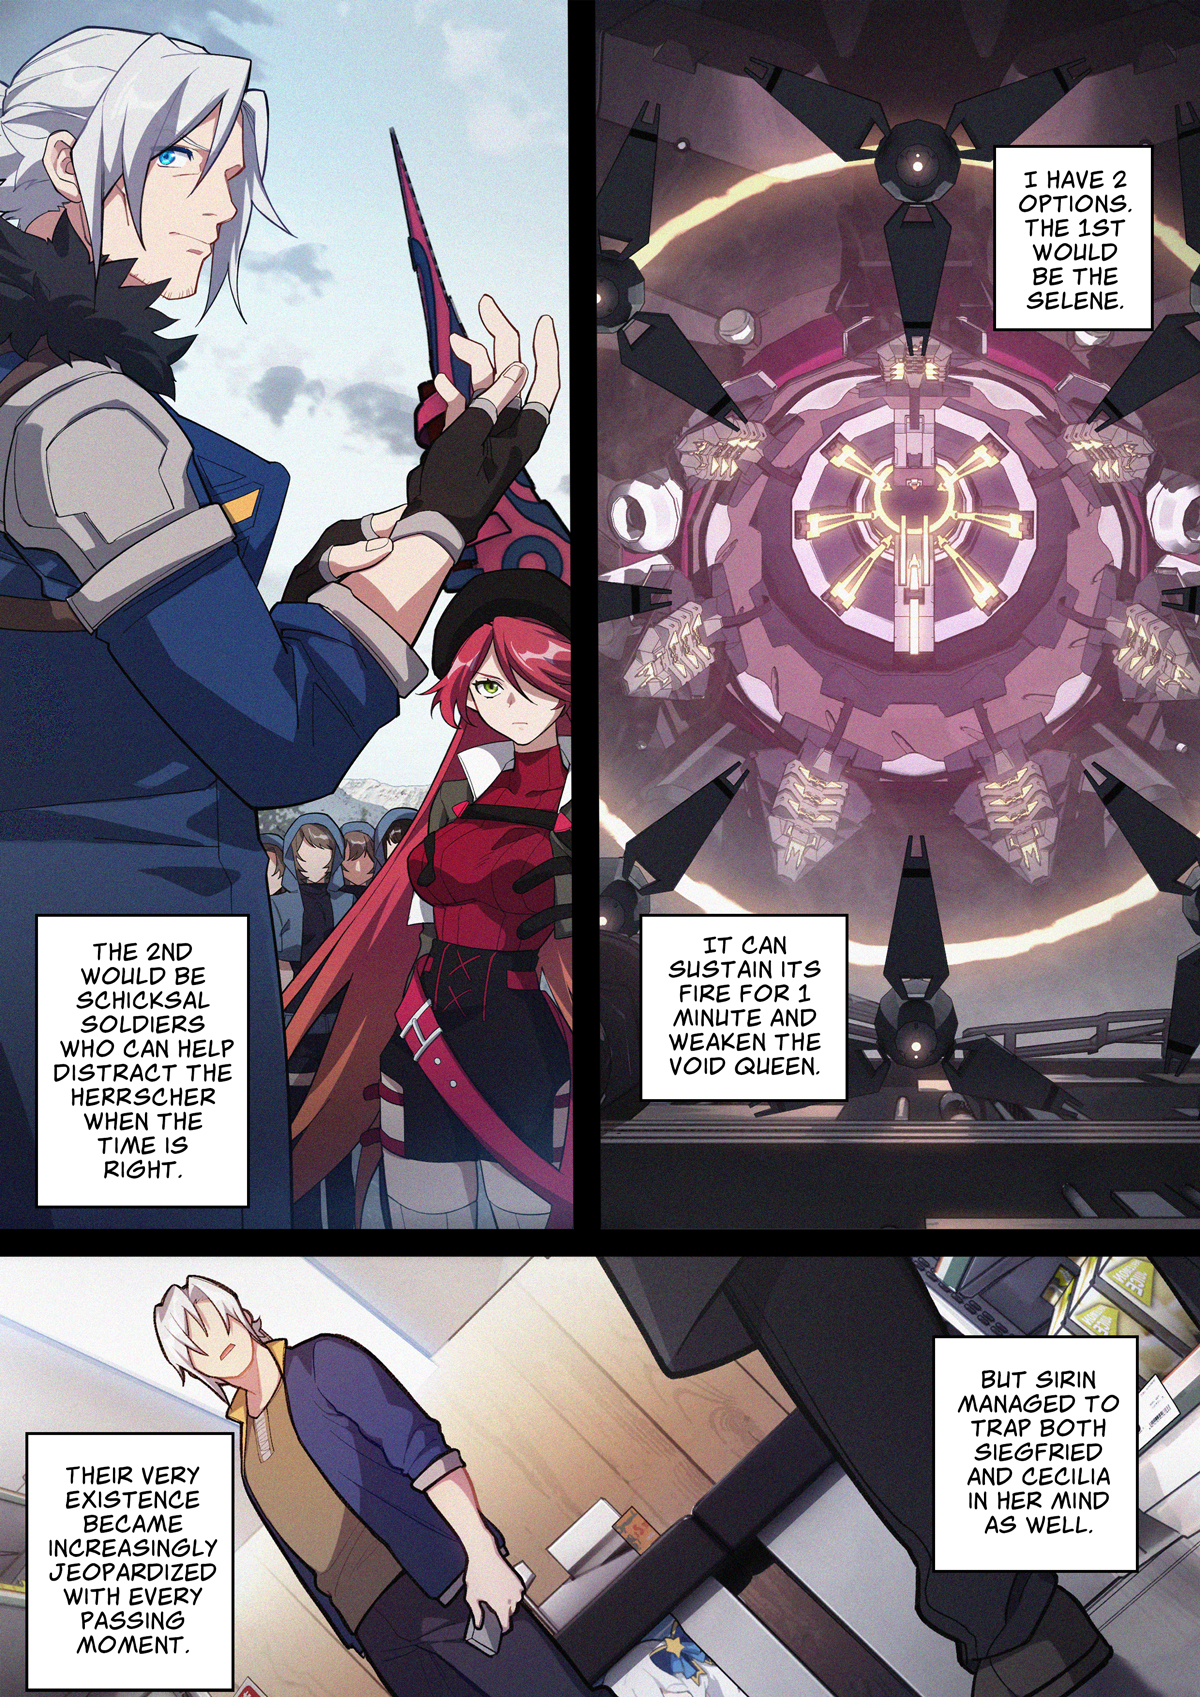 I HAVE 2
OPTIONS.
THE 1ST
WOULD
BE THE
SELENE.
IT CAN
SUSTAIN ITS
FIRE FOR 1
MINUTE AND
WEAKEN THE
VOID QUEEN.
THE 2ND
WOULD BE
SCHICKSAL
SOLDIERS
WHO CAN HELP
DISTRACT THE
HERRSCHER
WHEN THE
TIME IS
RIGHT.
BUT SIRIN
MANAGED TO
TRAP BOTH
SIEGFRIED
AND CECILIA
IN HER MIND
AS WELL.
THEIR VERY
EXISTENCE
BECAME
INCREASINGLY
JEOPARDIZED
WITH EVERY
PASSING
MOMENT.